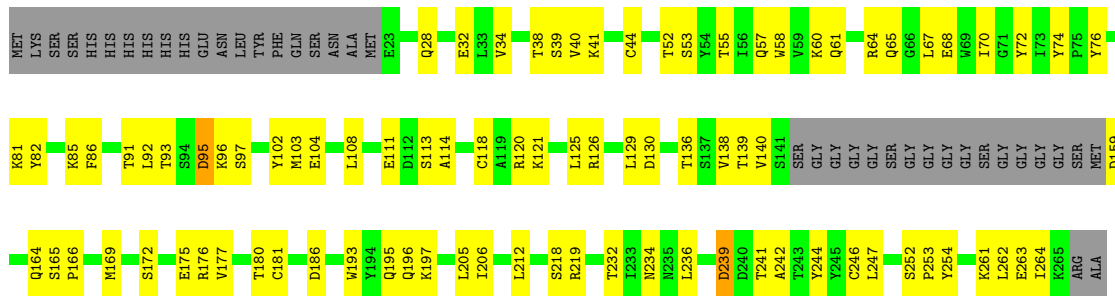 MET LYS SER SER HIS HIS HIS HIS HIS HIS GLU ASN LEU TYR PHE GLN SER ASN ALA MET E23 Q28 E32 L33 V34 T38 S39 V40 K41 C44 T52 S53 Y54 T55 I56 Q57 W58 V59 K60 Q61 R64 Q65 G66 L67 E68 W69 I70 G71 Y72 I73 Y74 P75 Y76
K81 Y82 K85 F86 T91 L92 T93 S94 D95 K96 S97 Y102 M103 E104 L108 E111 D112 S113 A114 C118 A119 R120 K121 L125 R126 L129 D130 T136 S137 V138 T139 V140 S141 SER GLY GLY GLY GLY SER GLY GLY GLY GLY SER GLY GLY GLY GLY SER MET D159
Q164 S165 P166 M169 S172 E175 R176 V177 T180 C181 D186 W193 Y194 Q195 Q196 K197 L205 I206 L212 S218 R219 T232 I233 N234 N235 L236 D239 D240 T241 A242 T243 Y244 Y245 C246 L247 S252 P253 Y254 K261 L262 E263 I264 K265 ARG ALA